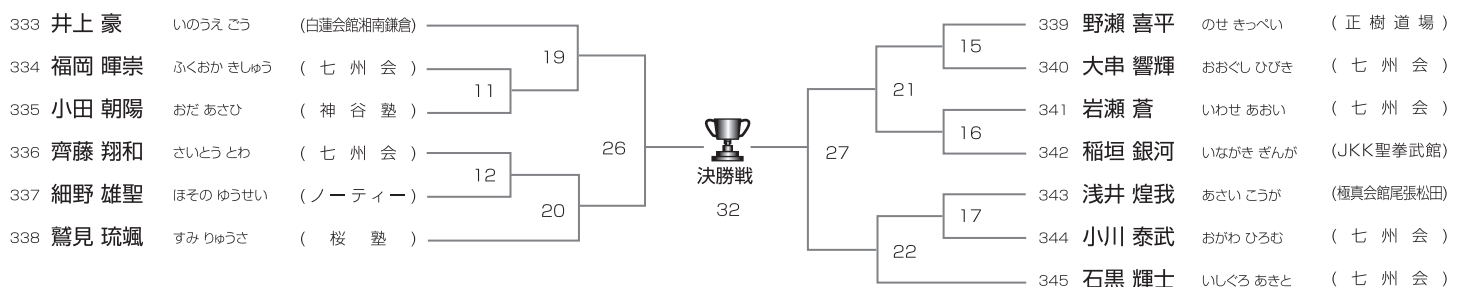 333 井上 豪 いのうえ ごう (白蓮会館湘南鎌倉)
334 福岡 暉崇 ふくおか きしゅう ( 七 州 会 )
335 小田 朝陽 おだ あさひ ( 神 谷 塾 )
336 齊藤 翔和 さいとう とわ ( 七 州 会 )
337 細野 雄聖 ほその ゆうせい (ノーティー)
338 鷲見 琉颯 すみ りゅうさ ( 桜 塾 )
19
11
12
20
26
決勝戦
32
27
15
21
16
17
22
339 野瀬 喜平 のせ きっぺい ( 正 樹 道 場 )
340 大串 響輝 おおぐし ひびき ( 七 州 会 )
341 岩瀬 蒼 いわせ あおい ( 七 州 会 )
342 稲垣 銀河 いながき ぎんが (JKK聖拳武館)
343 浅井 煌我 あさい こうが (極真会館尾張松田)
344 小川 泰武 おがわ ひろむ ( 七 州 会 )
345 石黒 輝士 いしぐろ あきと ( 七 州 会 )